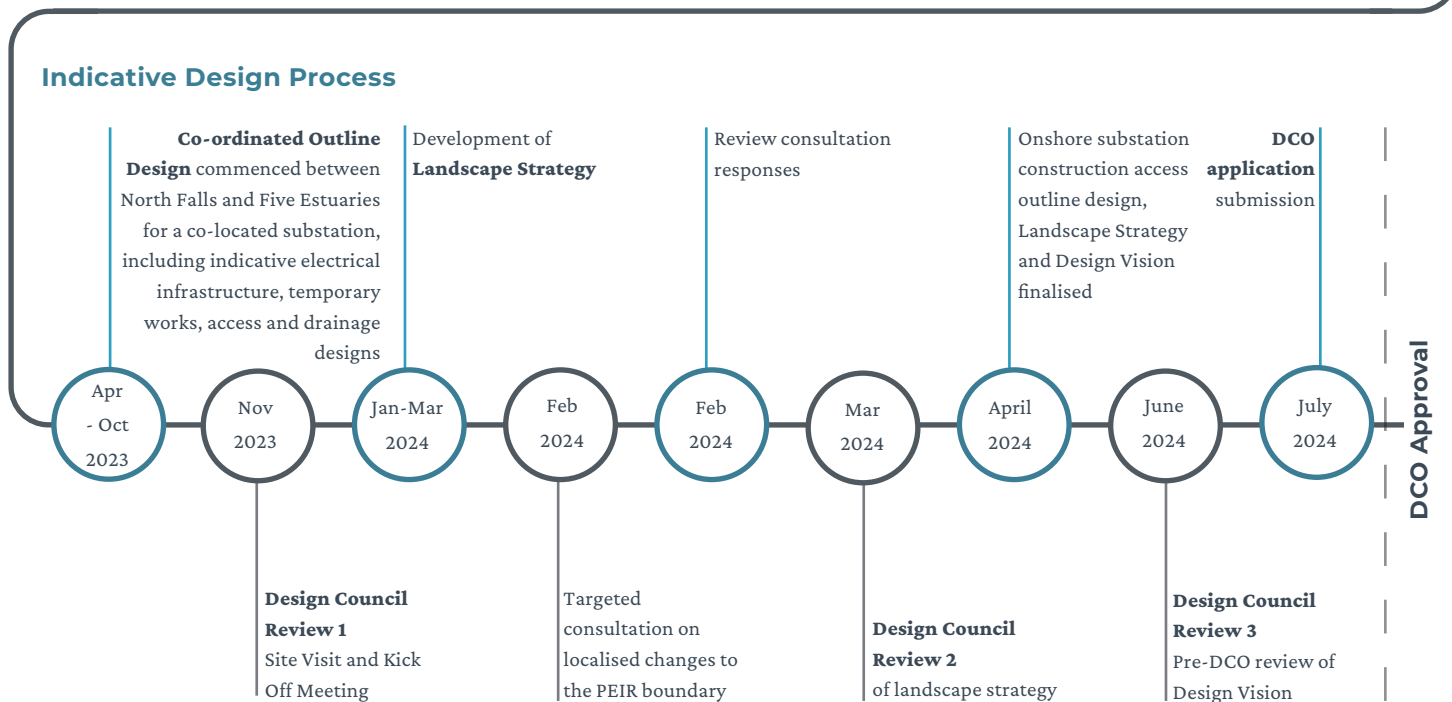 Indicative Design Process
Co-ordinated Outline
Design commenced between
North Falls and Five Estuaries
for a co-located substation,
including indicative electrical
infrastructure, temporary
works, access and drainage
designs
Development of
Landscape Strategy
Review consultation
responses
Onshore substation
construction access
outline design,
Landscape Strategy
and Design Vision
finalised
DCO
application
submission
Apr
- Oct
2023
Nov
2023
Jan-Mar
2024
Feb
2024
Feb
2024
Mar
2024
April
2024
June
2024
July
2024
DCO Approval
Design Council
Review 1
Site Visit and Kick
Off Meeting
Targeted
consultation on
localised changes to
the PEIR boundary
Design Council
Review 2
of landscape strategy
Design Council
Review 3
Pre-DCO review of
Design Vision